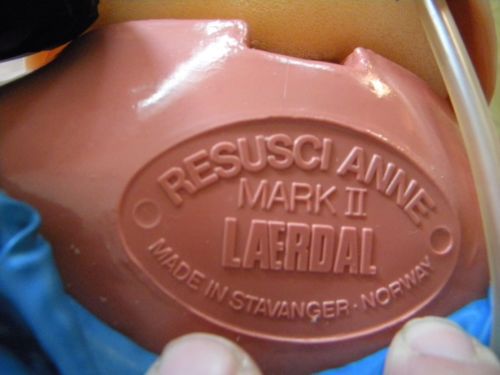 RESUSCI ANNE
MARK II
LAERDAL
MADE IN STAVANGER · NORWAY